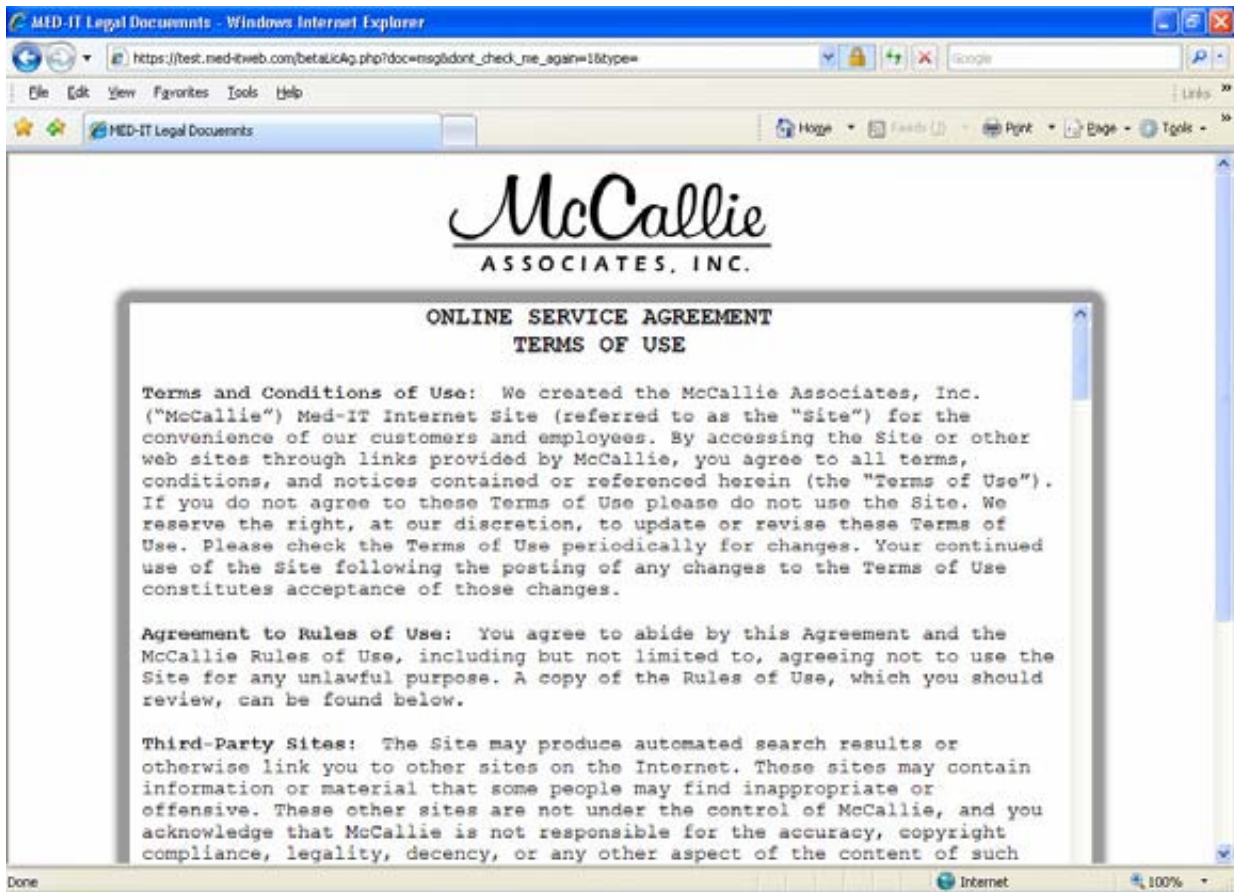 MED-IT Legal Docuemnts - Windows Internet Explorer
https://test.med-itweb.com/betaLicAg.php?doc=msg&dont_check_me_again=1&type=
Google
File Edit View Favorites Tools Help
Links »
MED-IT Legal Docuemnts
Home Feeds (J) Print Page Tools »
McCallie
ASSOCIATES, INC.
ONLINE SERVICE AGREEMENT
TERMS OF USE
Terms and Conditions of Use: We created the McCallie Associates, Inc.
("McCallie") Med-IT Internet Site (referred to as the "Site") for the
convenience of our customers and employees. By accessing the Site or other
web sites through links provided by McCallie, you agree to all terms,
conditions, and notices contained or referenced herein (the "Terms of Use").
If you do not agree to these Terms of Use please do not use the Site. We
reserve the right, at our discretion, to update or revise these Terms of
Use. Please check the Terms of Use periodically for changes. Your continued
use of the Site following the posting of any changes to the Terms of Use
constitutes acceptance of those changes.
Agreement to Rules of Use: You agree to abide by this Agreement and the
McCallie Rules of Use, including but not limited to, agreeing not to use the
Site for any unlawful purpose. A copy of the Rules of Use, which you should
review, can be found below.
Third-Party Sites: The Site may produce automated search results or
otherwise link you to other sites on the Internet. These sites may contain
information or material that some people may find inappropriate or
offensive. These other sites are not under the control of McCallie, and you
acknowledge that McCallie is not responsible for the accuracy, copyright
compliance, legality, decency, or any other aspect of the content of such
Done Internet 100%